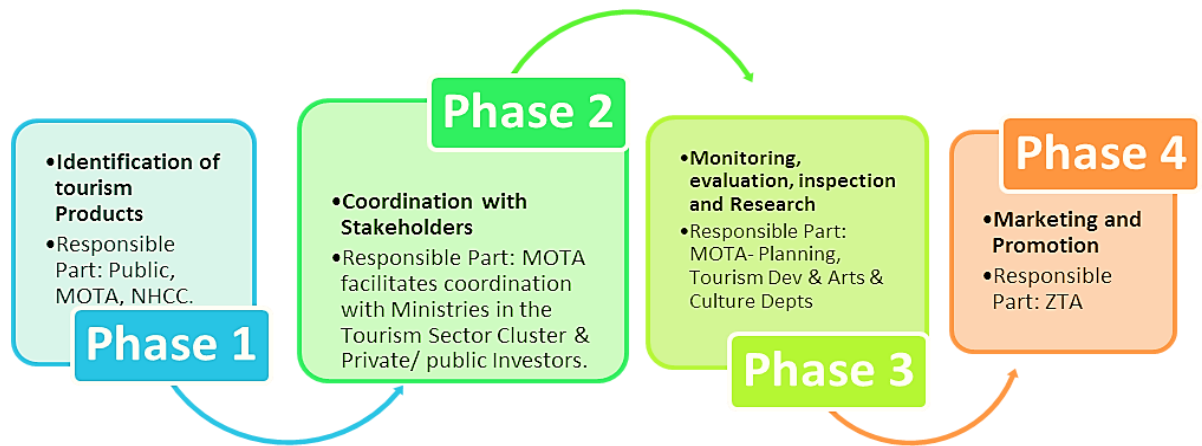 Phase 1
•Identification of
tourism
Products
•Responsible
Part: Public,
MOTA, NHCC.
Phase 2
•Coordination with
Stakeholders
•Responsible Part: MOTA
facilitates coordination
with Ministries in the
Tourism Sector Cluster &
Private/ public Investors.
Phase 3
•Monitoring,
evaluation, inspection
and Research
•Responsible Part:
MOTA- Planning,
Tourism Dev & Arts &
Culture Depts
Phase 4
•Marketing and
Promotion
•Responsible
Part: ZTA